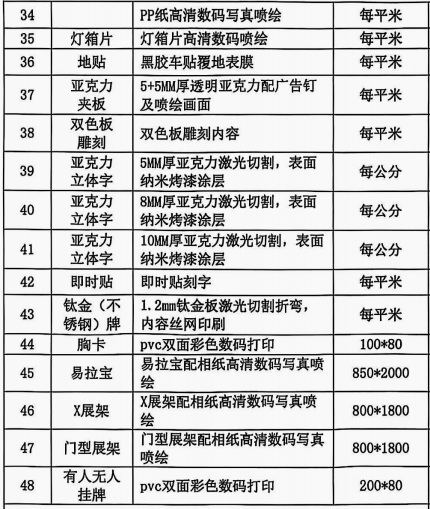 34 PP纸高清数码写真喷绘 每平米
35 灯箱片 灯箱片高清数码喷绘 每平米
36 地贴 黑胶车贴覆地表膜 每平米
37 亚克力夹板 5+5MM厚透明亚克力配广告钉及喷绘画面 每平米
38 双色板雕刻 双色板雕刻内容 每平米
39 亚克力立体字 5MM厚亚克力激光切割，表面纳米烤漆涂层 每公分
40 亚克力立体字 8MM厚亚克力激光切割，表面纳米烤漆涂层 每公分
41 亚克力立体字 10MM厚亚克力激光切割，表面纳米烤漆涂层 每公分
42 即时贴 即时贴刻字 每平米
43 钛金（不锈钢）牌 1.2mm钛金板激光切割折弯，内容丝网印刷 每平米
44 胸卡 pvc双面彩色数码打印 100*80
45 易拉宝 易拉宝配相纸高清数码写真喷绘 850*2000
46 X展架 X展架配相纸高清数码写真喷绘 800*1800
47 门型展架 门型展架配相纸高清数码写真喷绘 800*1800
48 有人无人挂牌 pvc双面彩色数码打印 200*80